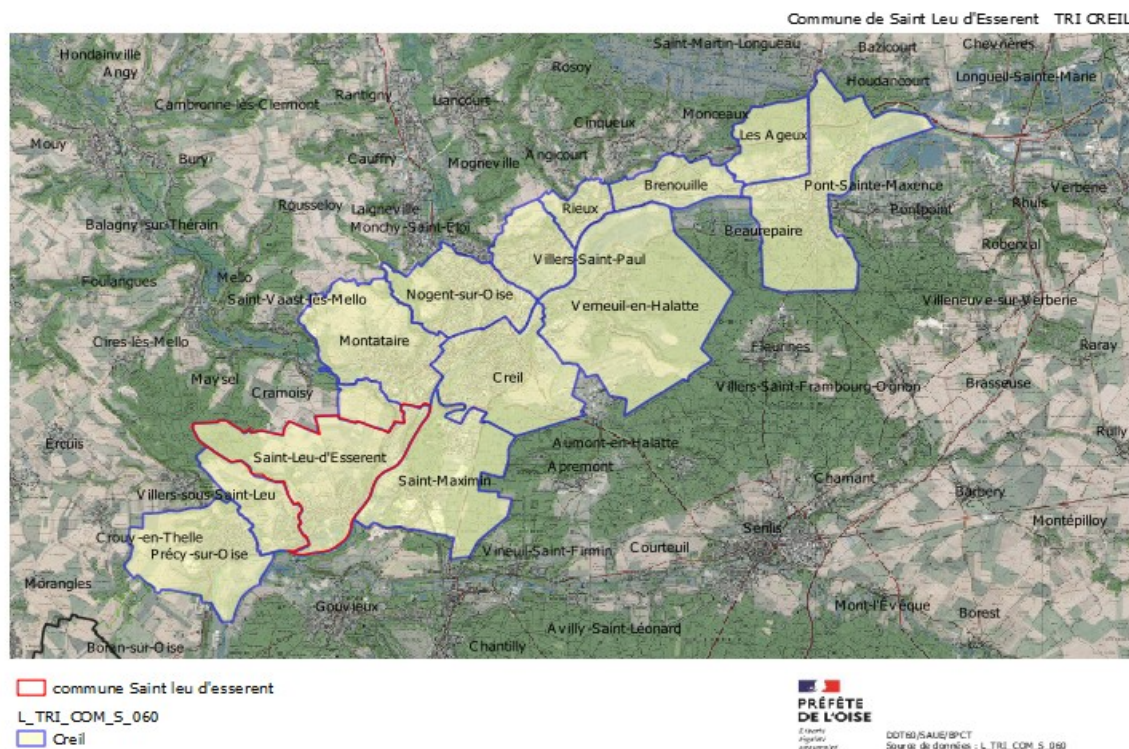 Commune de Saint Leu d'Esserent TRI CREIL
Hondainville
Angy
Saint-Martin-Longueau
Bazicourt
Chevrières
Rosoy
Houdancourt
Longueil-Sainte-Marie
Cambronne-lès-Clermont
Rantigny
Liancourt
Monceaux
Cinqueux
Les Ageux
Mouy
Bury
Cauffry
Mogneville
Angicourt
Brenouille
Pont-Sainte-Maxence
Verberie
Rousseloy
Laigneville
Rieux
Pontpoint
Rhuis
Balagny-sur-Thérain
Monchy-Saint-Éloi
Beaurepaire
Roberval
Foulangues
Mello
Villers-Saint-Paul
Saint-Vaast-lès-Mello
Nogent-sur-Oise
Verneuil-en-Halatte
Villeneuve-sur-Verberie
Cires-lès-Mello
Montataire
Fleurines
Raray
Maysel
Creil
Villers-Saint-Frambourg-Ognon
Brasseuse
Cramoisy
Ercuis
Aumont-en-Halatte
Rully
Saint-Leu-d'Esserent
Apremont
Saint-Maximin
Chamant
Villers-sous-Saint-Leu
Barbery
Crouy-en-Thelle
Senlis
Montépilloy
Précy-sur-Oise
Vineuil-Saint-Firmin
Courteuil
Morangles
Gouvieux
Mont-l'Évêque
Borest
Avilly-Saint-Léonard
Boran-sur-Oise
Chantilly
commune Saint leu d'esserent
L_TRI_COM_S_060
Creil
PRÉFÈTE
DE L'OISE
Liberté
Égalité
Fraternité
DDT60/SAUE/BPCT
Source de données : L_TRI_COM_S_060